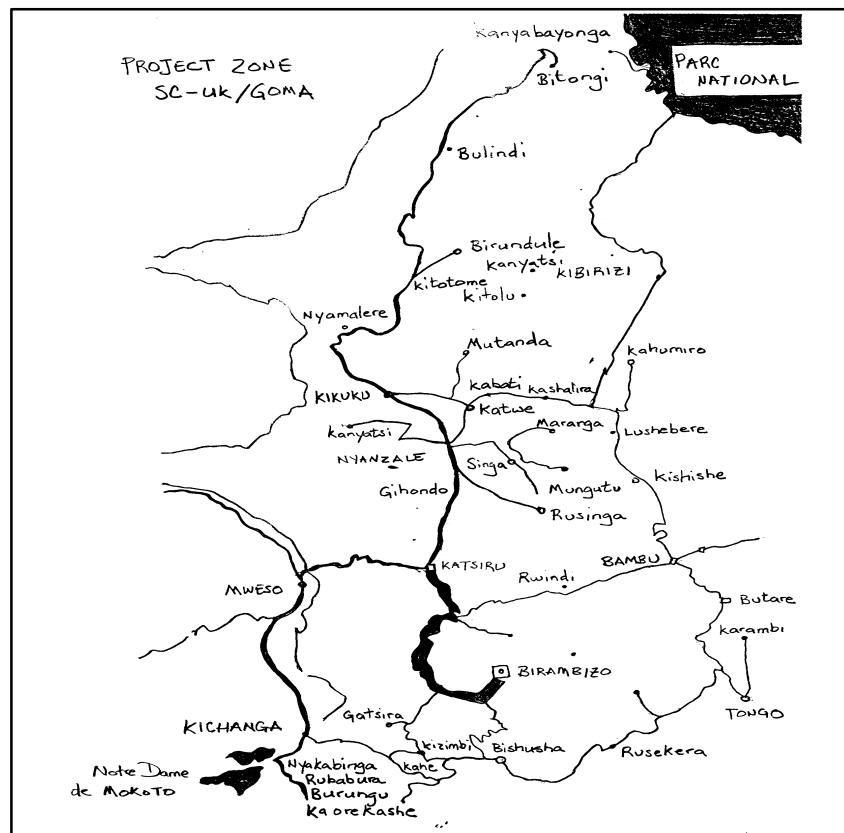 PROJECT ZONE
SC-UK/GOMA
Kanyabayonga
Bitongi
PARC
NATIONAL
Bulindi
Birundule
Kanyatsi
KIBIRIZI
Kitotome
Kitolu
Nyamalere
Mutanda
Kahumiro
Kabati
Kashalira
KIKUKU
Katwe
Maranga
Lushebere
Kanyatsi
NYANZALE
Singa
Gihondo
Mungutu
Kishishe
Rusinga
KATSIRU
BAMBU
Rwindi
MWESO
Butare
Karambi
BIRAMBIZO
TONGO
Gatsira
KICHANGA
Kizimbi
Bishusha
Rusekera
Kahe
Nyakabinga
Rubabura
Burungu
Ka ore Kashe
Notre Dame
de MOKOTO